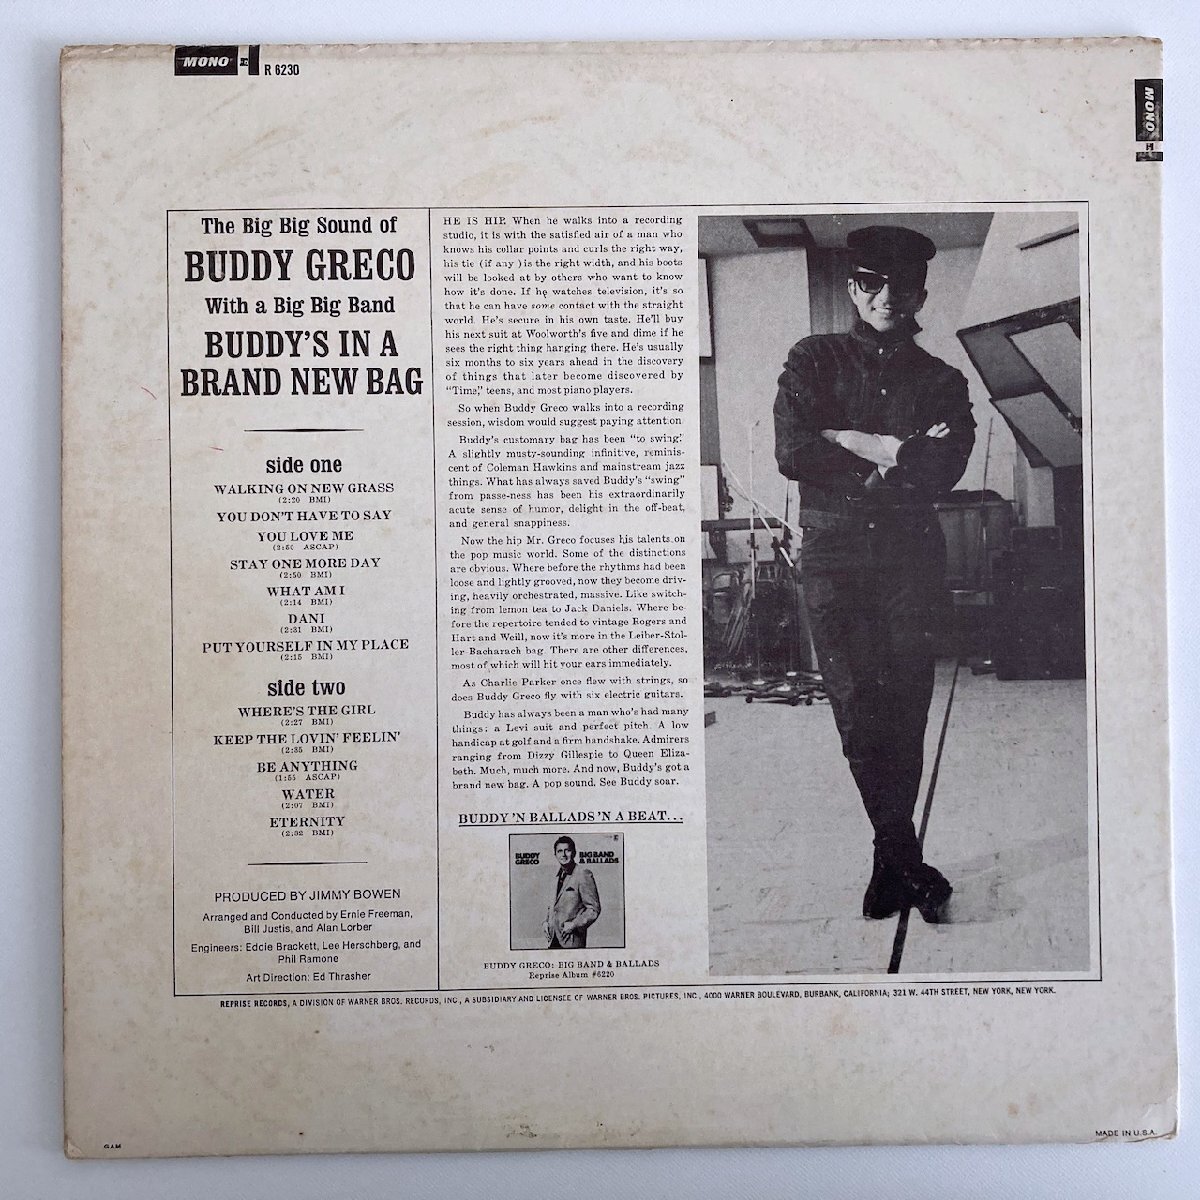 MONO
R 6230
MONO
The Big Big Sound of
BUDDY GRECO
With a Big Big Band
BUDDY'S IN A
BRAND NEW BAG
side one
WALKING ON NEW GRASS
(2:20 BMI)
YOU DON'T HAVE TO SAY
YOU LOVE ME
(2:50 ASCAP)
STAY ONE MORE DAY
(2:50 BMI)
WHAT AM I
(2:14 BMI)
DANI
(2:31 BMI)
PUT YOURSELF IN MY PLACE
(2:15 BMI)
side two
WHERE'S THE GIRL
(2:27 BMI)
KEEP THE LOVIN' FEELIN'
(2:35 BMI)
BE ANYTHING
(1:55 ASCAP)
WATER
(2:07 BMI)
ETERNITY
(2:32 BMI)
PRODUCED BY JIMMY BOWEN
Arranged and Conducted by Ernie Freeman,
Bill Justis, and Alan Lorber
Engineers: Eddie Brackett, Lee Herschberg, and
Phil Ramone
Art Direction: Ed Thrasher
HE IS HIP. When he walks into a recording
studio, it is with the satisfied air of a man who
knows his collar points and curls the right way,
his tie (if any) is the right width, and his boots
will be looked at by others who want to know
how it's done. If he watches television, it's so
that he can have some contact with the straight
world. He's secure in his own taste. He'll buy
his next suit at Woolworth's five and dime if he
sees the right thing hanging there. He's usually
six months to six years ahead in the discovery
of things that later become discovered by
"Time," teens, and most piano players.
So when Buddy Greco walks into a recording
session, wisdom would suggest paying attention.
Buddy's customary bag has been "to swing."
A slightly musty-sounding infinitive, reminis-
cent of Coleman Hawkins and mainstream jazz
things. What has always saved Buddy's "swing"
from passe-ness has been his extraordinarily
acute sense of humor, delight in the off-beat,
and general snappiness.
Now the hip Mr. Greco focuses his talents on
the pop music world. Some of the distinctions
are obvious. Where before the rhythms had been
loose and lightly grooved, now they become driv-
ing, heavily orchestrated, massive. Like switch-
ing from lemon tea to Jack Daniels. Where be-
fore the repertoire tended to vintage Rogers and
Hart and Weill, now it's more in the Leiber-Stol-
ler-Bacharach bag. There are other differences,
most of which will hit your ears immediately.
As Charlie Parker once flew with strings, so
does Buddy Greco fly with six electric guitars.
Buddy has always been a man who's had many
things: a Levi suit and perfect pitch. A low
handicap at golf and a firm handshake. Admirers
ranging from Dizzy Gillespie to Queen Eliza-
beth. Much, much more. And now, Buddy's got a
brand new bag. A pop sound. See Buddy soar.
BUDDY 'N BALLADS 'N A BEAT...
BUDDY GRECO
BIG BAND & BALLADS
BUDDY GRECO: BIG BAND & BALLADS
Reprise Album #6220
REPRISE RECORDS, A DIVISION OF WARNER BROS. RECORDS, INC., A SUBSIDIARY AND LICENSEE OF WARNER BROS. PICTURES, INC., 4000 WARNER BOULEVARD, BURBANK, CALIFORNIA; 321 W. 44TH STREET, NEW YORK, NEW YORK.
MADE IN U.S.A.